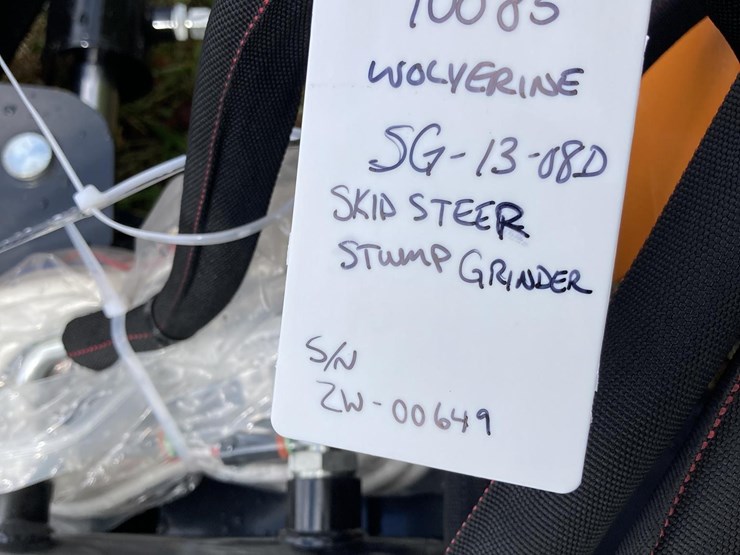 10085
WOLVERINE
SG-13-08D
SKID STEER
STUMP GRINDER
S/N
ZW-00649